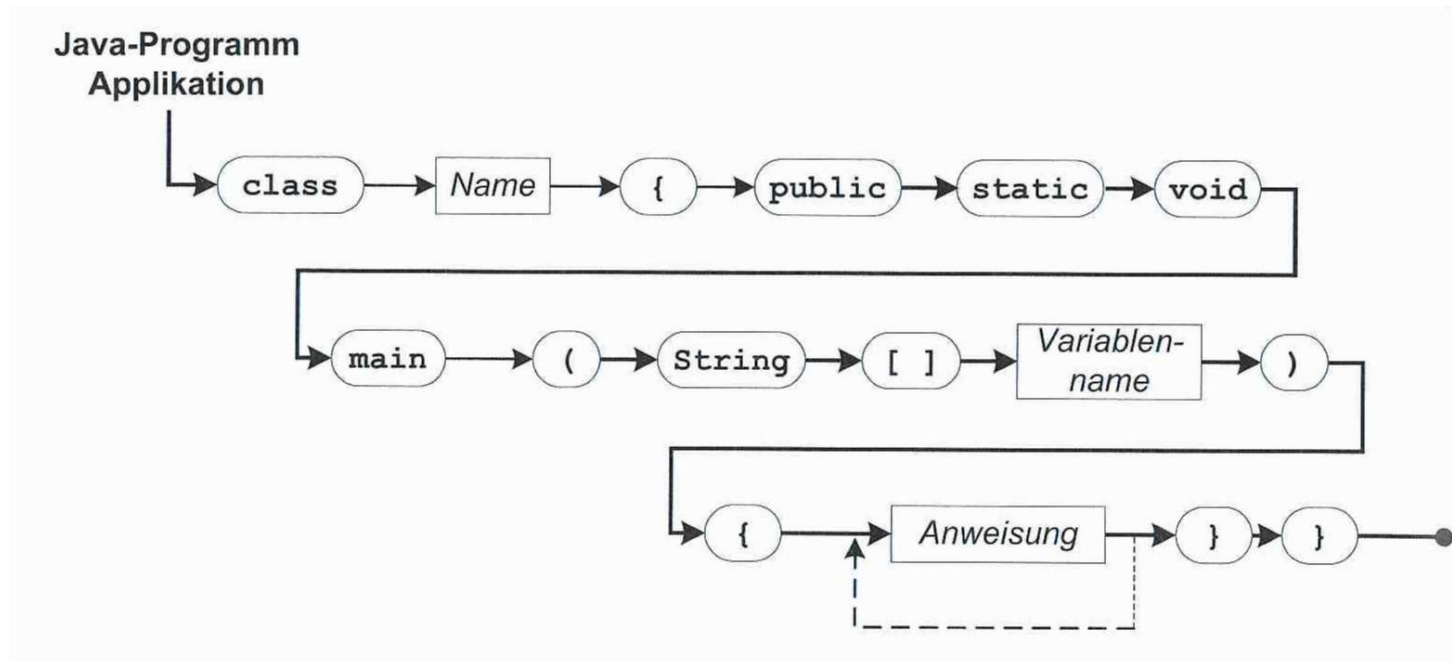 Java-Programm
Applikation
class Name { public static void
main ( String [ ] Variablen-
name )
{ Anweisung } }